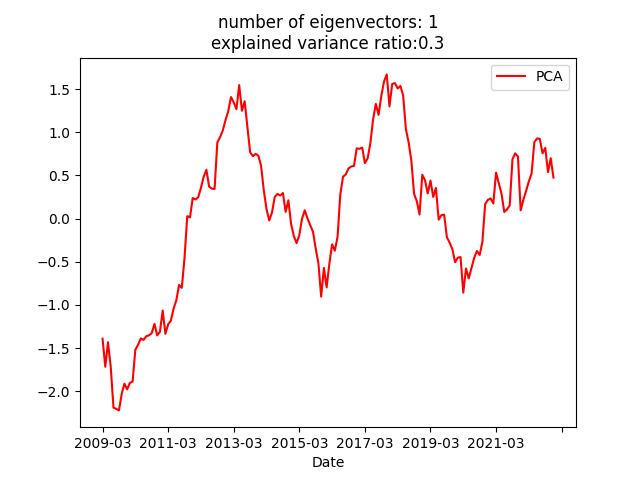 number of eigenvectors: 1
explained variance ratio:0.3
PCA
1.5
1.0
0.5
0.0
−0.5
−1.0
−1.5
−2.0
2009-03 2011-03 2013-03 2015-03 2017-03 2019-03 2021-03
Date